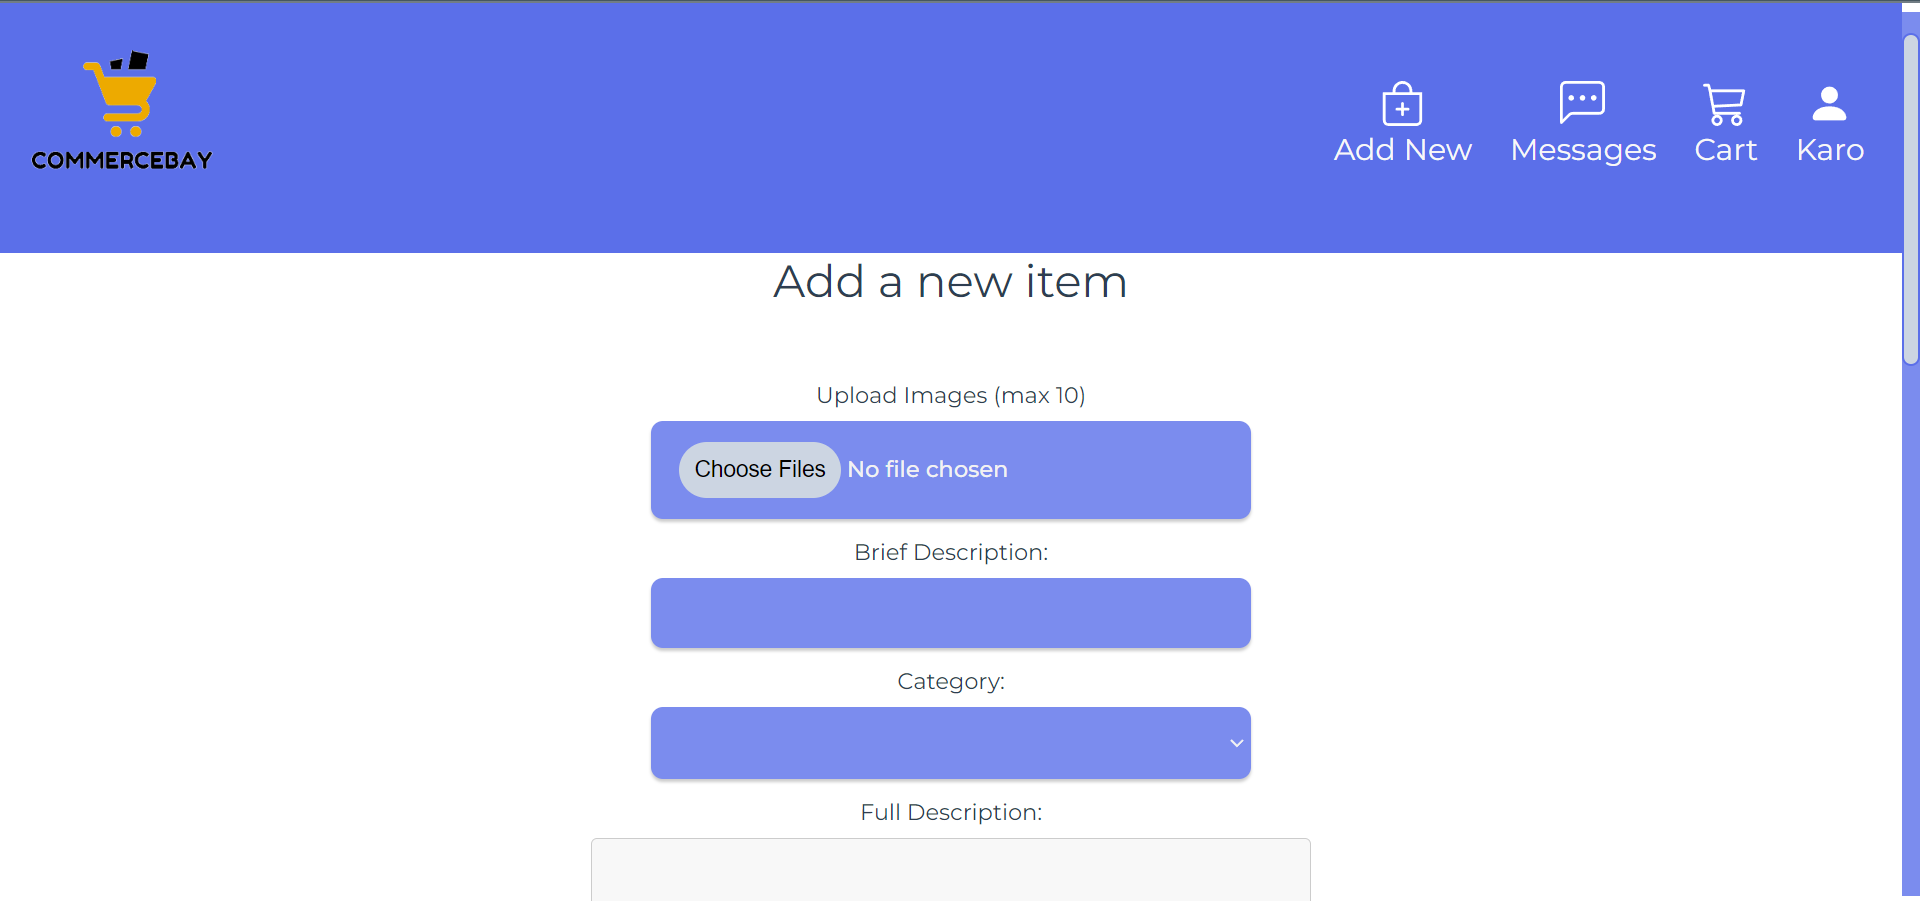 COMMERCEBAY
Add New
Messages
Cart
Karo
Add a new item
Upload Images (max 10)
Choose Files No file chosen
Brief Description:
Category:
Full Description: